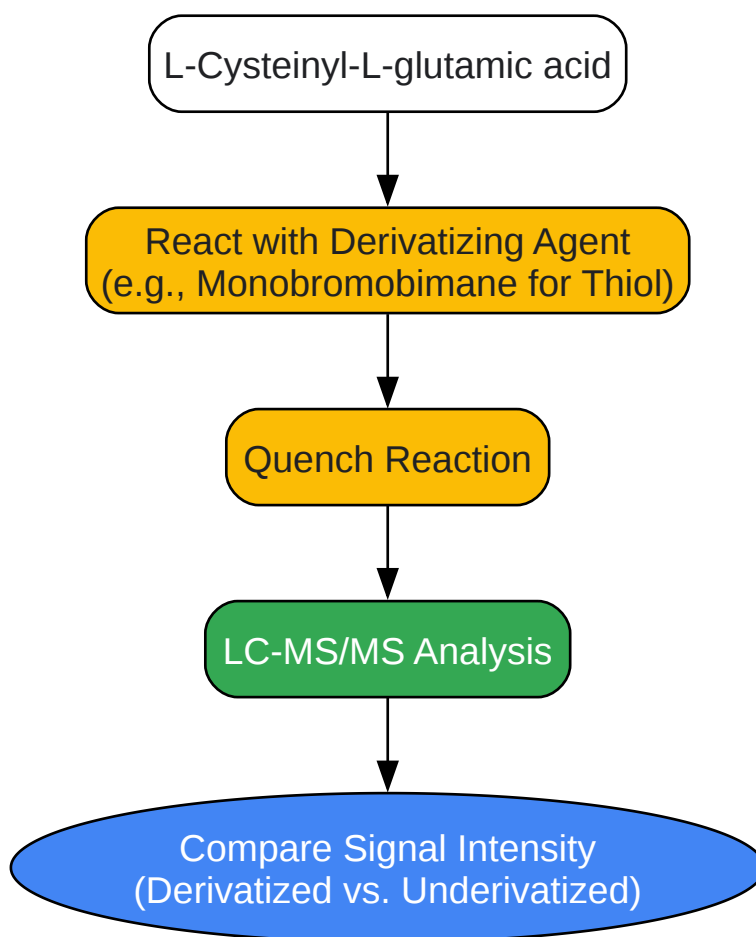 L-Cysteinyl-L-glutamic acid
React with Derivatizing Agent
(e.g., Monobromobimane for Thiol)
Quench Reaction
LC-MS/MS Analysis
Compare Signal Intensity
(Derivatized vs. Underivatized)